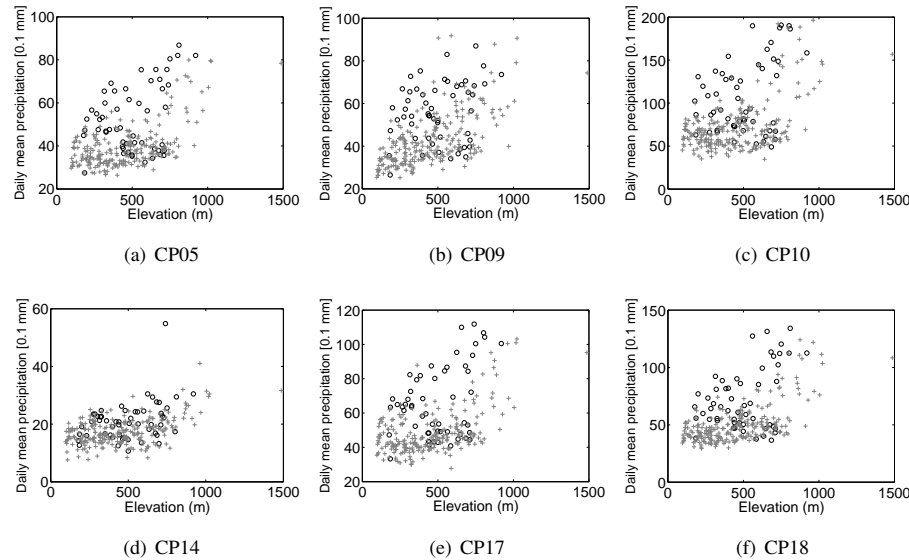 100
80
60
40
20
0 500 1000 1500
Daily mean precipitation [0.1 mm]
Elevation (m)
(a) CP05
100
80
60
40
20
0 500 1000 1500
Daily mean precipitation [0.1 mm]
Elevation (m)
(b) CP09
200
150
100
50
0
0 500 1000 1500
Daily mean precipitation [0.1 mm]
Elevation (m)
(c) CP10
60
40
20
0
0 500 1000 1500
Daily mean precipitation [0.1 mm]
Elevation (m)
(d) CP14
120
100
80
60
40
20
0 500 1000 1500
Daily mean precipitation [0.1 mm]
Elevation (m)
(e) CP17
150
100
50
0
0 500 1000 1500
Daily mean precipitation [0.1 mm]
Elevation (m)
(f) CP18